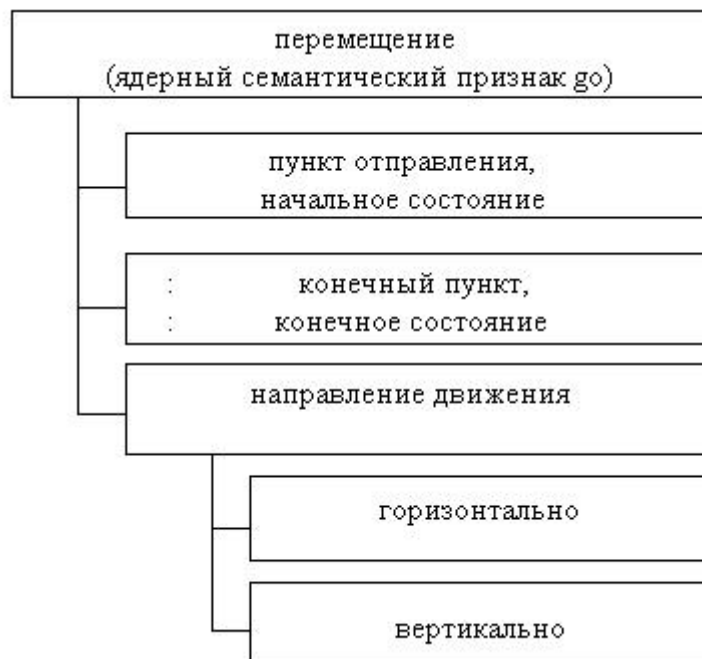 перемещение
(ядерный семантический признак go)
пункт отправления,
начальное состояние
: конечный пункт,
: конечное состояние
направление движения
горизонтально
вертикально